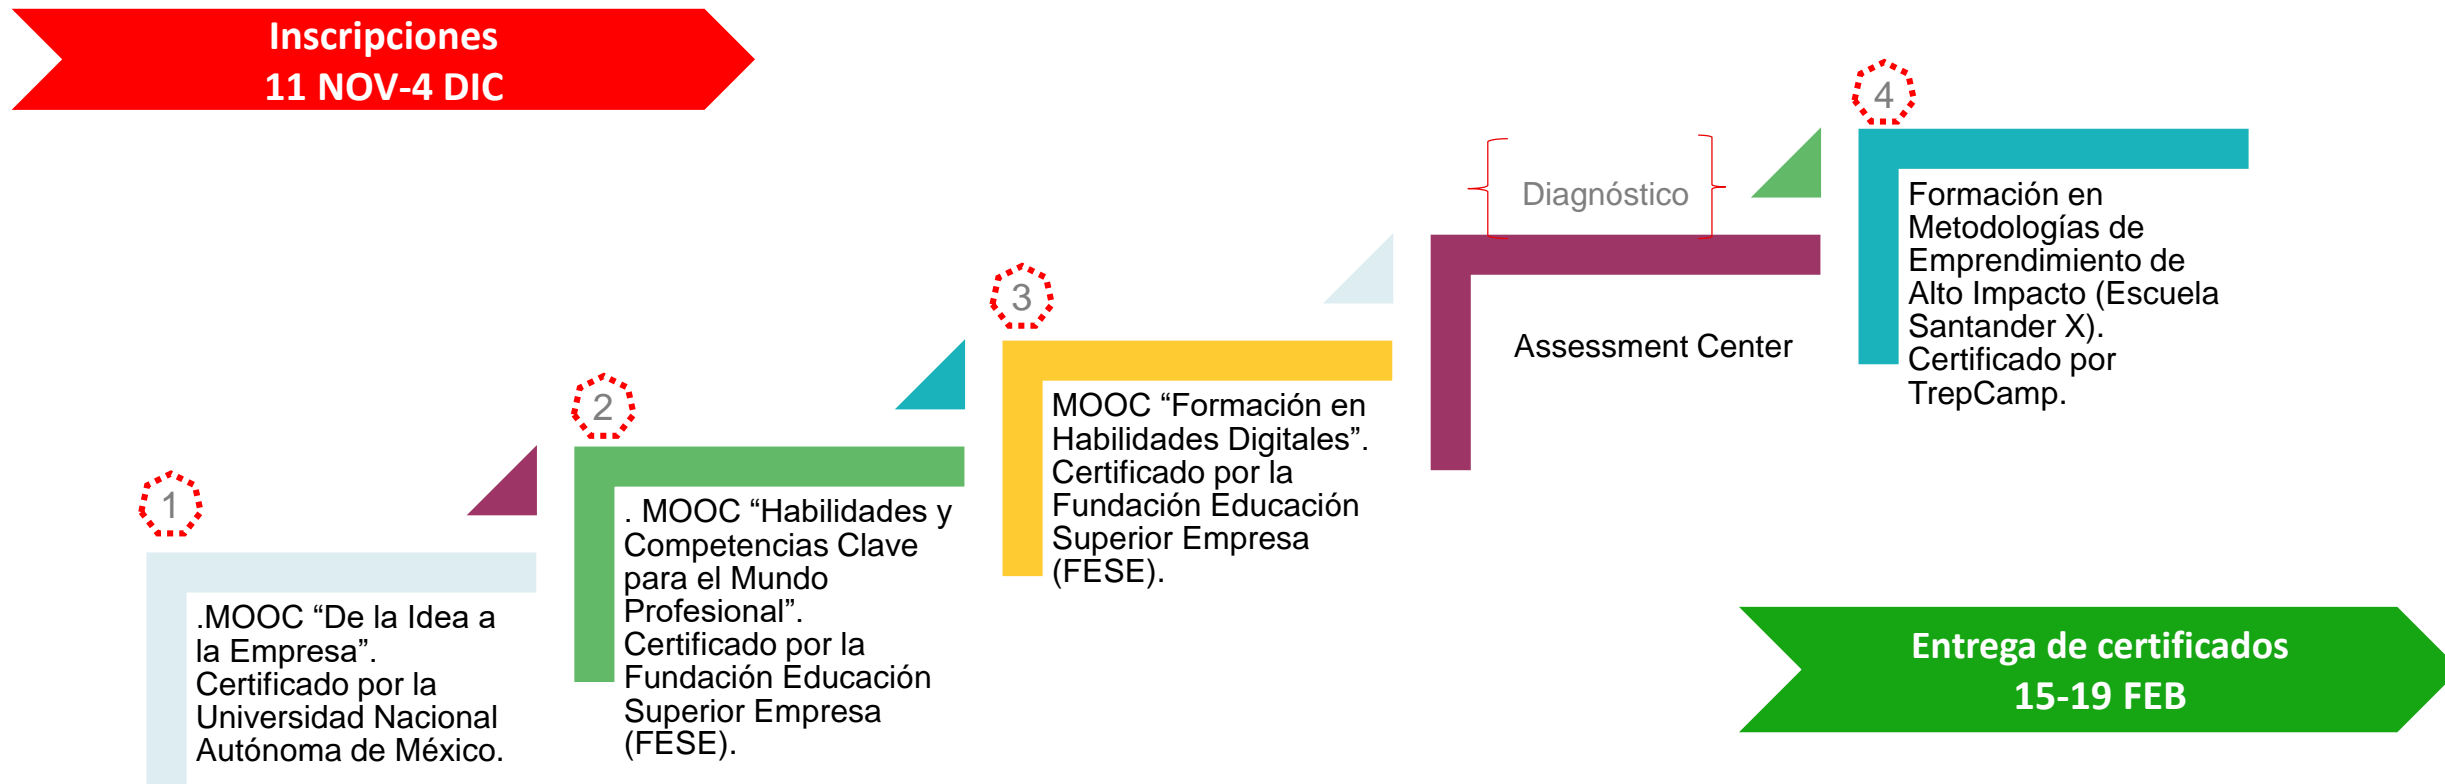 Inscripciones
11 NOV-4 DIC
1
.MOOC “De la Idea a
la Empresa”.
Certificado por la
Universidad Nacional
Autónoma de México.
2
. MOOC “Habilidades y
Competencias Clave
para el Mundo
Profesional”.
Certificado por la
Fundación Educación
Superior Empresa
(FESE).
3
MOOC “Formación en
Habilidades Digitales”.
Certificado por la
Fundación Educación
Superior Empresa
(FESE).
Diagnóstico
Assessment Center
4
Formación en
Metodologías de
Emprendimiento de
Alto Impacto (Escuela
Santander X).
Certificado por
TrepCamp.
Entrega de certificados
15-19 FEB